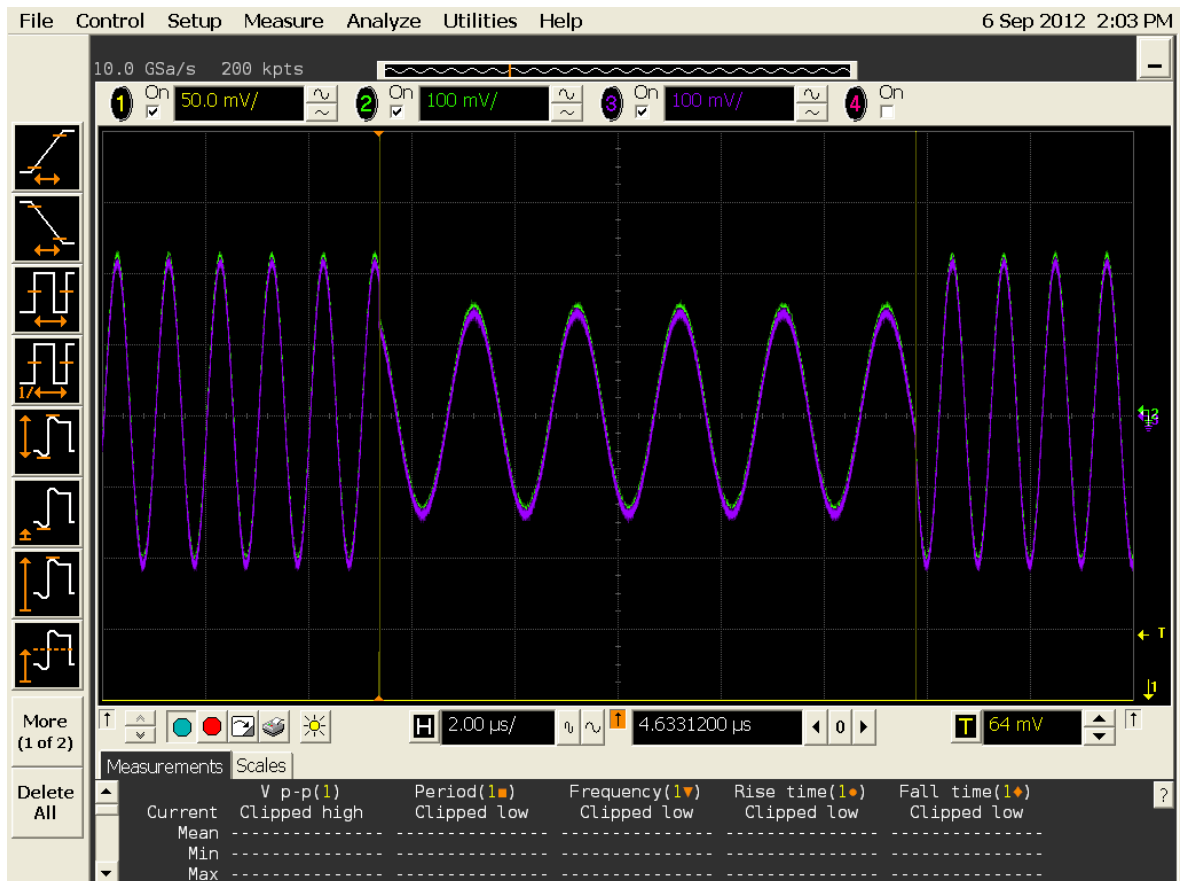 File Control Setup Measure Analyze Utilities Help 6 Sep 2012 2:03 PM
10.0 GSa/s 200 kpts
1 On 50.0 mV/ 2 On 100 mV/ 3 On 100 mV/ 4 On
1/
2
T
1
More
(1 of 2)
Delete
All
H 2.00 µs/ 4.6331200 µs 0 T 64 mV
Measurements Scales
V p-p(1) Period(1■) Frequency(1▼) Rise time(1●) Fall time(1♦) ?
Current Clipped high Clipped low Clipped low Clipped low Clipped low
Mean --------------- --------------- --------------- --------------- ---------------
Min --------------- --------------- --------------- --------------- ---------------
Max --------------- --------------- --------------- --------------- ---------------